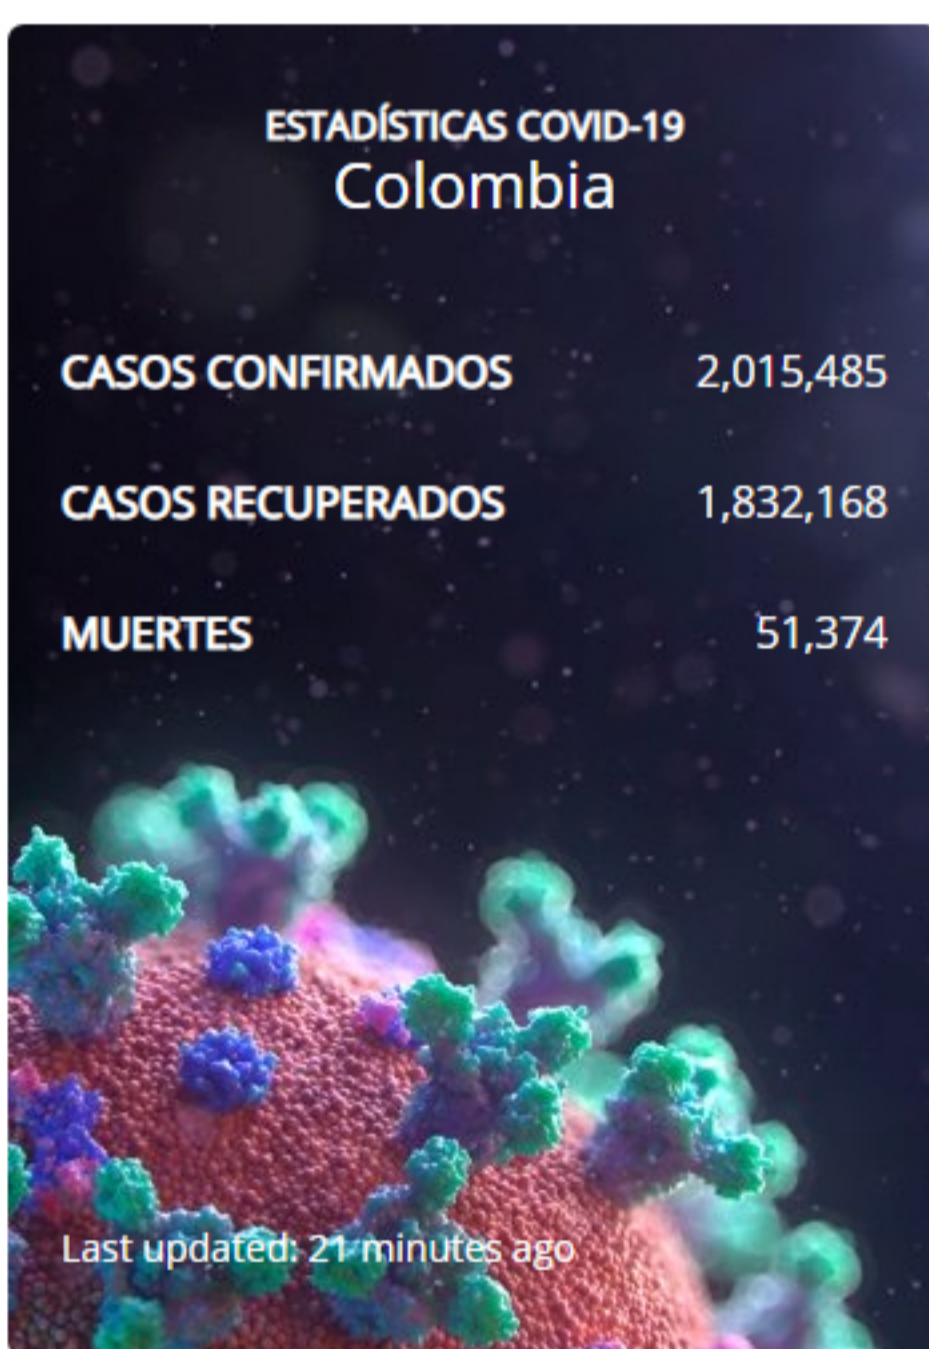 ESTADÍSTICAS COVID-19
Colombia
CASOS CONFIRMADOS 2,015,485
CASOS RECUPERADOS 1,832,168
MUERTES 51,374
Last updated: 21 minutes ago